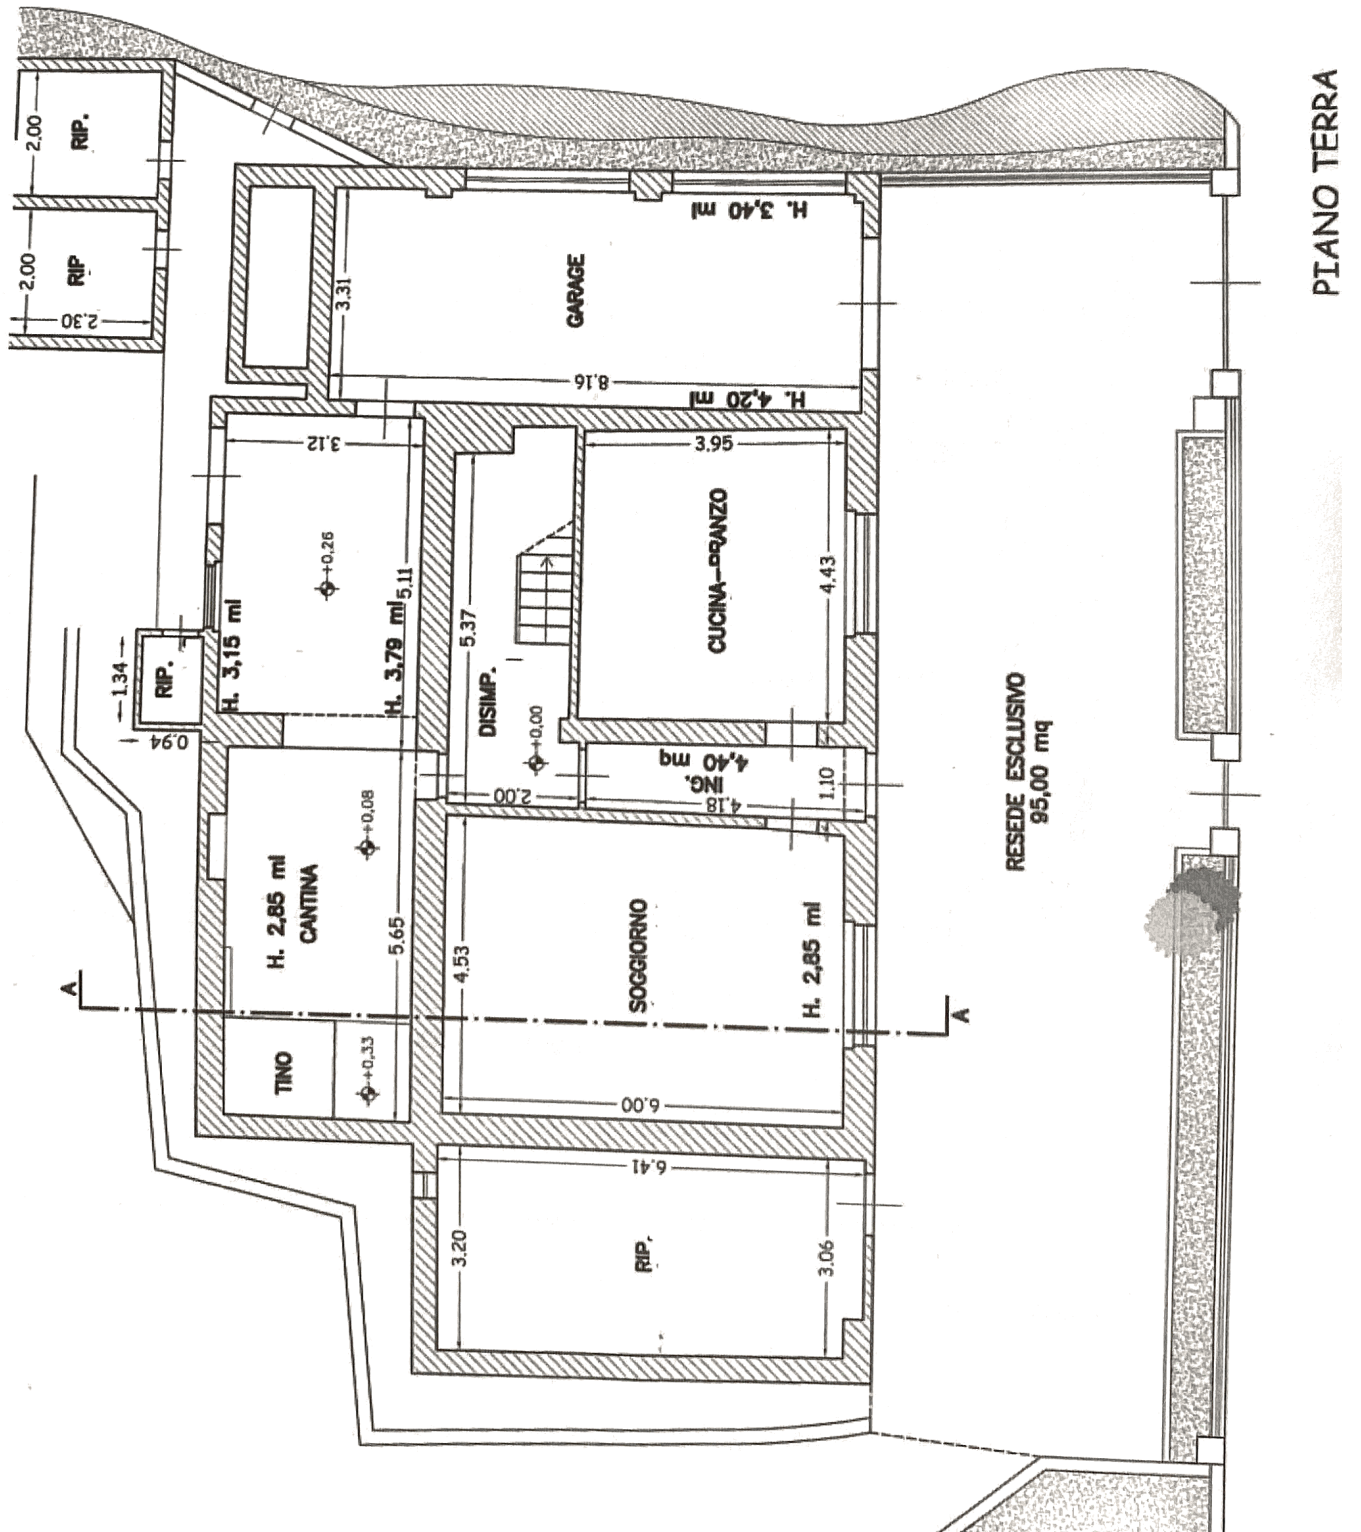 PIANO TERRA
2.00
RIP.
2.00
RIP
2.30
H. 3,40 ml
3.31
GARAGE
8.16
H. 4,20 ml
3.12
3.95
+0,26
CUCINA-PRANZO
4.43
5.11
5.37
H. 3,15 ml
H. 3,79 ml
1.34
RIP.
0.94
DISIMP.
+0,00
ING.
4,40 mq
2.00
4.18
1.10
RESEDE ESCLUSIVO
95,00 mq
+0,08
H. 2,85 ml
CANTINA
5.65
4.53
SOGGIORNO
H. 2,85 ml
A
A
TINO
+0,33
6.00
6.41
3.20
RIP.
3.06